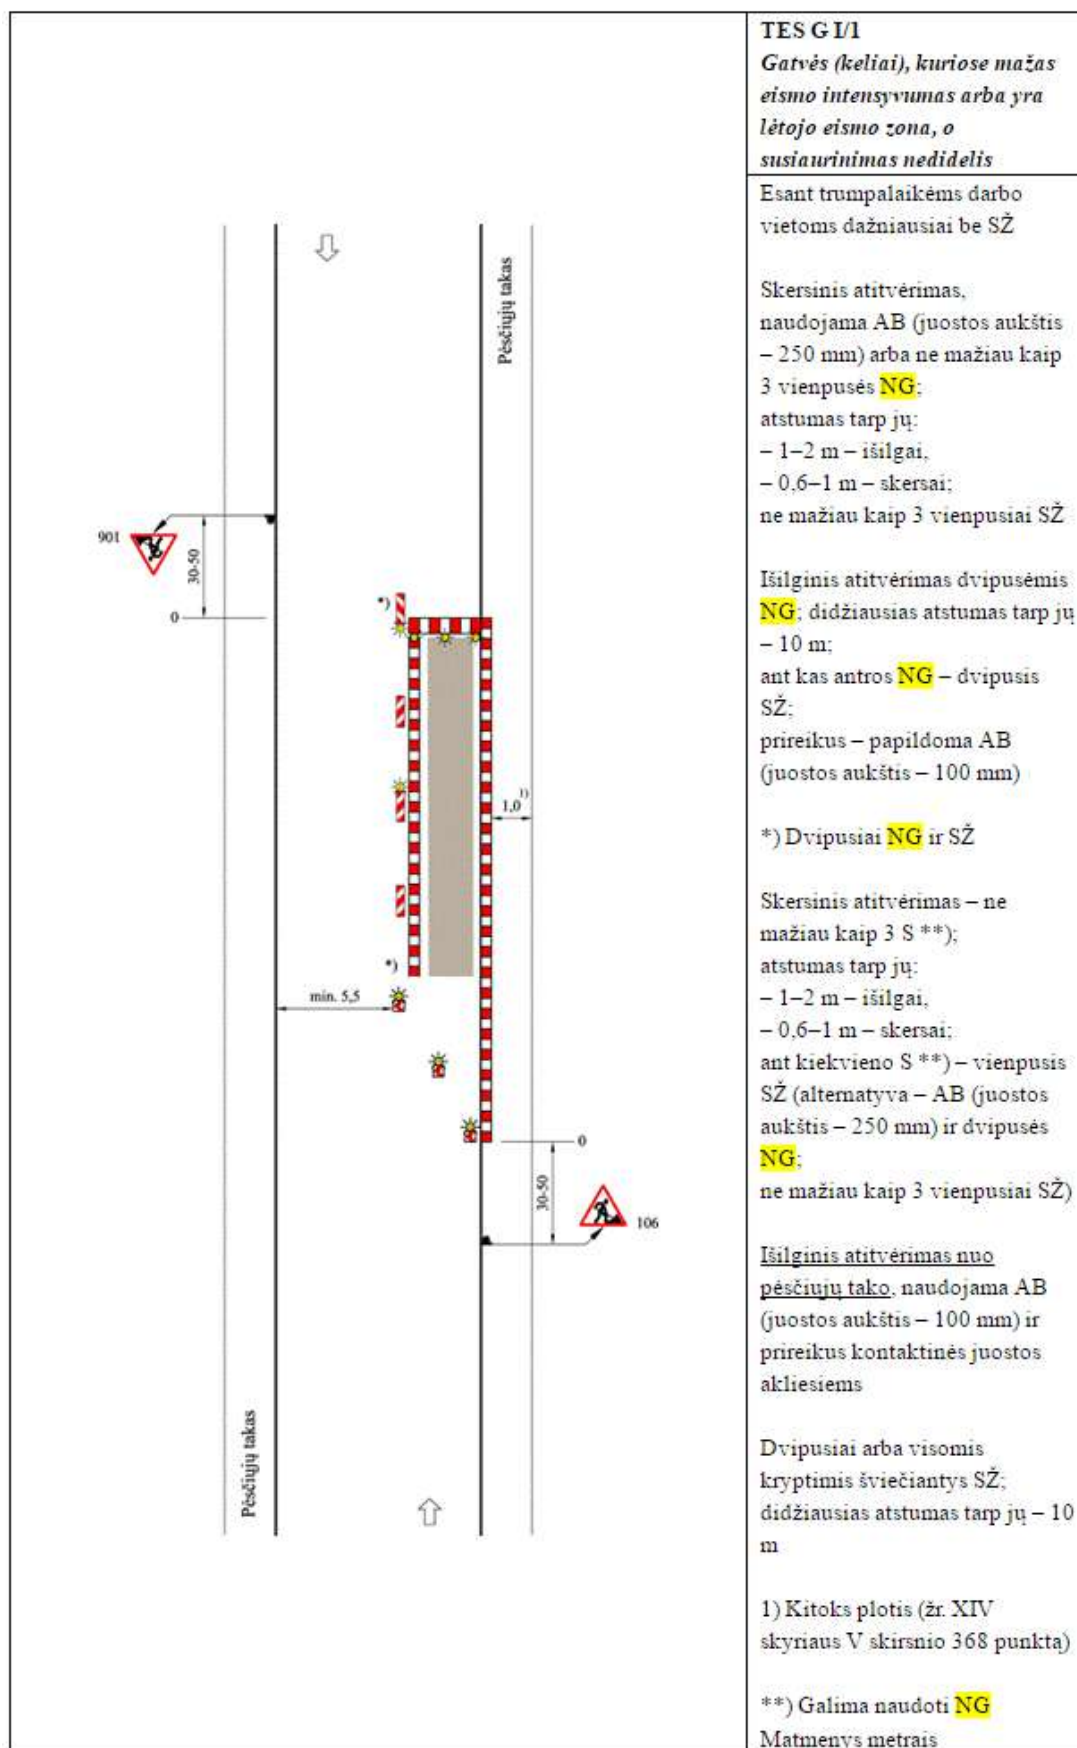 TES G I/1
Gatvės (keliai), kuriose mažas
eismo intensyvumas arba yra
lėtojo eismo zona, o
susiaurinimas nedidelis
Esant trumpalaikėms darbo
vietoms dažniausiai be SŽ
Skersinis atitvėrimas,
naudojama AB (juostos aukštis
– 250 mm) arba ne mažiau kaip
3 vienpusės NG;
atstumas tarp jų:
– 1–2 m – išilgai,
– 0,6–1 m – skersai;
ne mažiau kaip 3 vienpusiai SŽ
Išilginis atitvėrimas dvipusėmis
NG; didžiausias atstumas tarp jų
– 10 m;
ant kas antros NG – dvipusis
SŽ;
prireikus – papildoma AB
(juostos aukštis – 100 mm)
*) Dvipusiai NG ir SŽ
Skersinis atitvėrimas – ne
mažiau kaip 3 S **);
atstumas tarp jų:
– 1–2 m – išilgai,
– 0,6–1 m – skersai;
ant kiekvieno S **) – vienpusis
SŽ (alternatyva – AB (juostos
aukštis – 250 mm) ir dvipusės
NG;
ne mažiau kaip 3 vienpusiai SŽ)
Išilginis atitvėrimas nuo
pėsčiųjų tako, naudojama AB
(juostos aukštis – 100 mm) ir
prireikus kontaktinės juostos
akliesiems
Dvipusiai arba visomis
kryptimis šviečiantys SŽ;
didžiausias atstumas tarp jų – 10
m
1) Kitoks plotis (žr. XIV
skyriaus V skirsnio 368 punktą)
**) Galima naudoti NG
Matmenys metrais
Pėsčiųjų takas
106
30-50
0
*)
1,0 1)
*)
min. 5,5
0
30-50
106
Pėsčiųjų takas